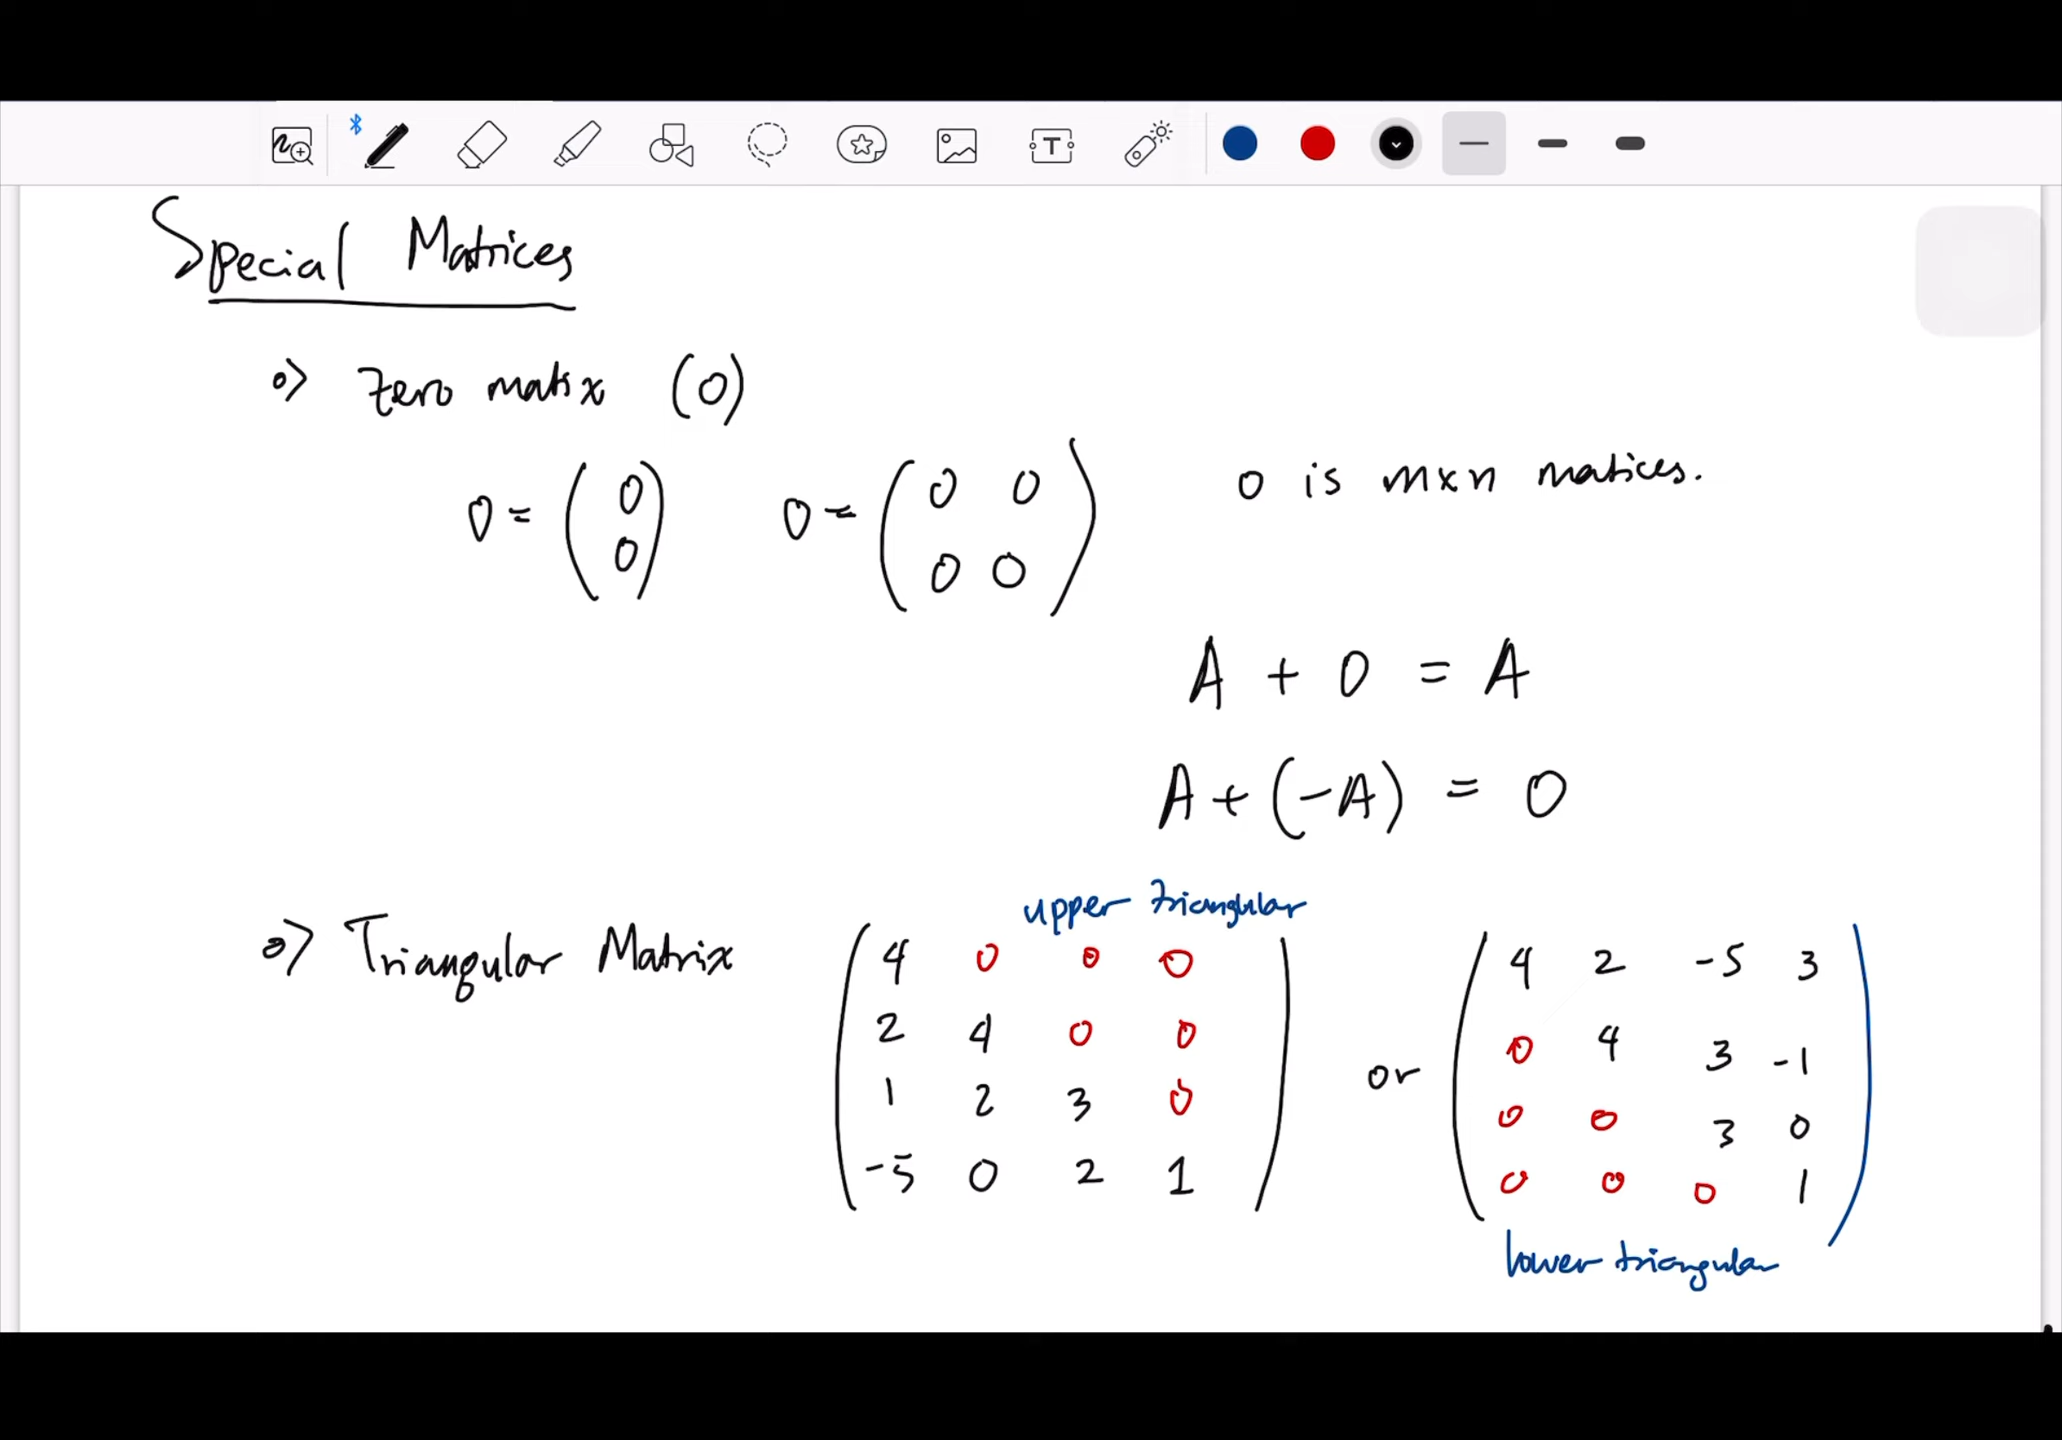 Special Matrices
o) Zero matix (0)
0 = ( 0 0 ) 0 = ( 0 0 0 0 ) 0 is m×n matices.
A + 0 = A
A + (-A) = 0
upper triangular
o) Triangular Matrix
( 4 0 0 0
2 4 0 0
1 2 3 0
-5 0 2 1 )
or
( 4 2 -5 3
0 4 3 -1
0 0 3 0
0 0 0 1 )
lower triangular